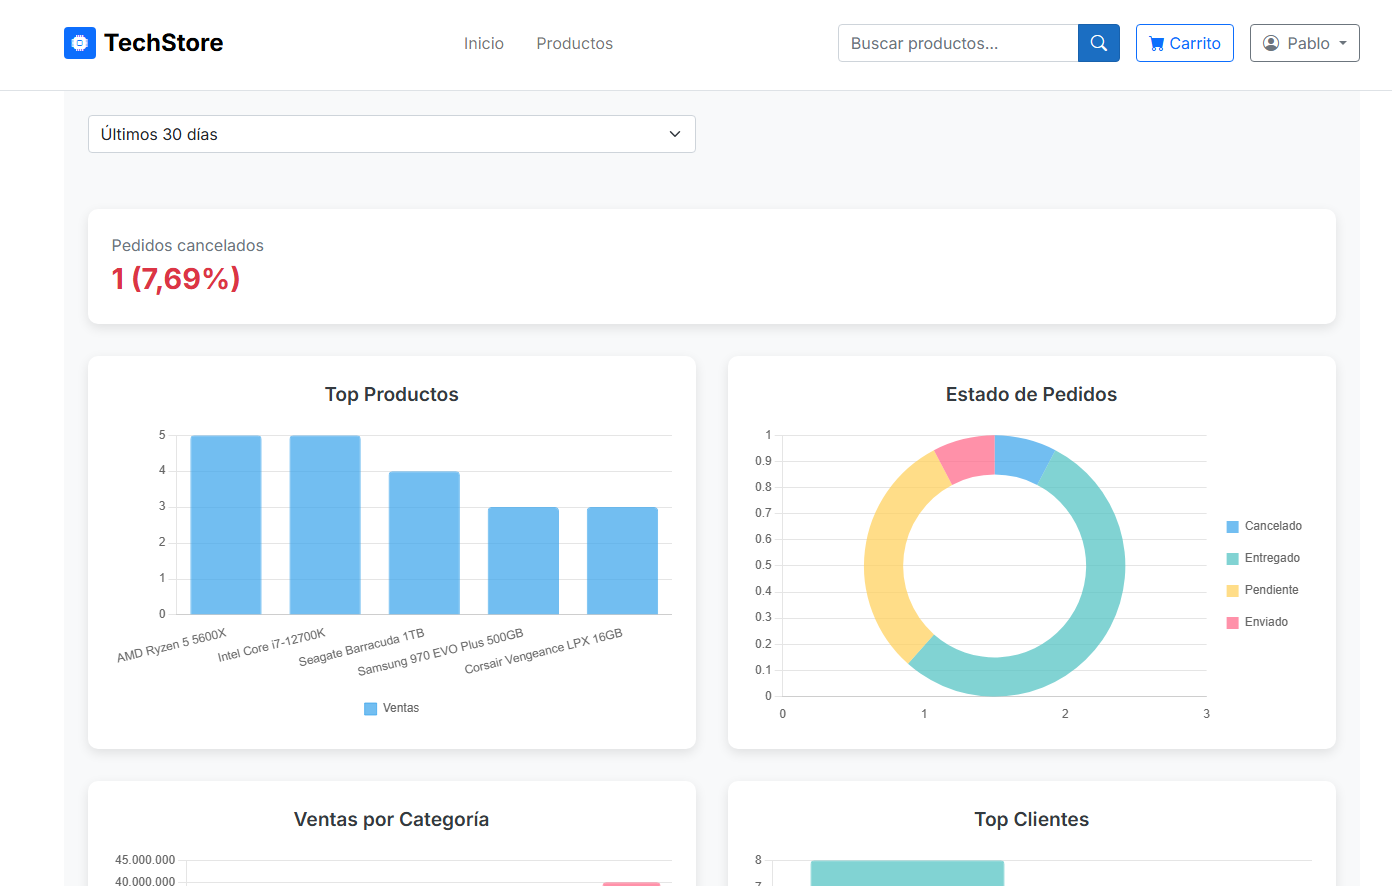 TechStore
Inicio
Productos
Buscar productos...
Carrito
Pablo
Últimos 30 días
Pedidos cancelados
1 (7,69%)
Top Productos
5
4
3
2
1
0
AMD Ryzen 5 5600X
Intel Core i7-12700K
Seagate Barracuda 1TB
Samsung 970 EVO Plus 500GB
Corsair Vengeance LPX 16GB
Ventas
Estado de Pedidos
1
0.9
0.8
0.7
0.6
0.5
0.4
0.3
0.2
0.1
0
0
1
2
3
Cancelado
Entregado
Pendiente
Enviado
Ventas por Categoría
45.000.000
40.000.000
Top Clientes
8
7